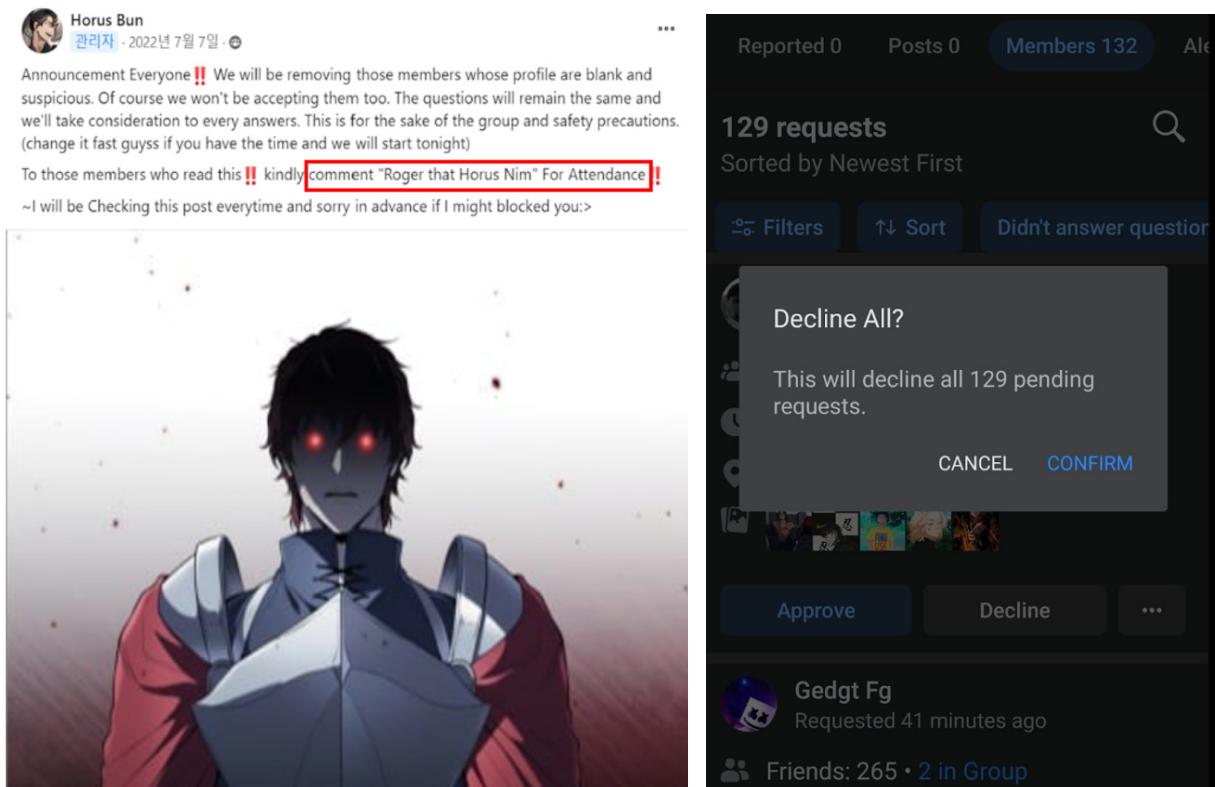 Horus Bun
관리자 · 2022년 7월 7일 ·
Announcement Everyone‼️ We will be removing those members whose profile are blank and
suspicious. Of course we won't be accepting them too. The questions will remain the same and
we'll take consideration to every answers. This is for the sake of the group and safety precautions.
(change it fast guyss if you have the time and we will start tonight)
To those members who read this‼️ kindly comment "Roger that Horus Nim" For Attendance‼️
~I will be Checking this post everytime and sorry in advance if I might blocked you:>
Reported 0 Posts 0 Members 132
129 requests
Sorted by Newest First
Filters Sort Didn't answer question
Decline All?
This will decline all 129 pending
requests.
CANCEL CONFIRM
Approve Decline
Gedgt Fg
Requested 41 minutes ago
Friends: 265 • 2 in Group